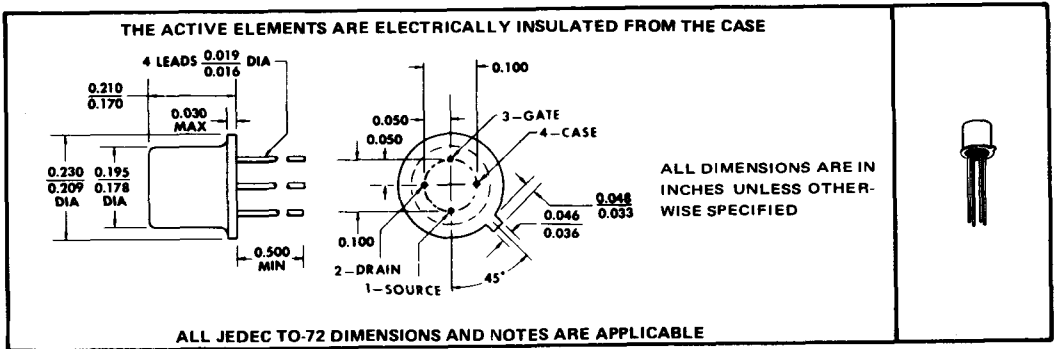 THE ACTIVE ELEMENTS ARE ELECTRICALLY INSULATED FROM THE CASE
4 LEADS 0.019 DIA
0.016
0.210
0.170
0.030
MAX
0.230
0.209
DIA
0.195
0.178
DIA
0.500
MIN
0.100
0.050
0.050
3–GATE
4–CASE
0.048
0.033
0.046
0.036
0.100
2–DRAIN
1–SOURCE
45°
ALL DIMENSIONS ARE IN
INCHES UNLESS OTHER-
WISE SPECIFIED
ALL JEDEC TO-72 DIMENSIONS AND NOTES ARE APPLICABLE